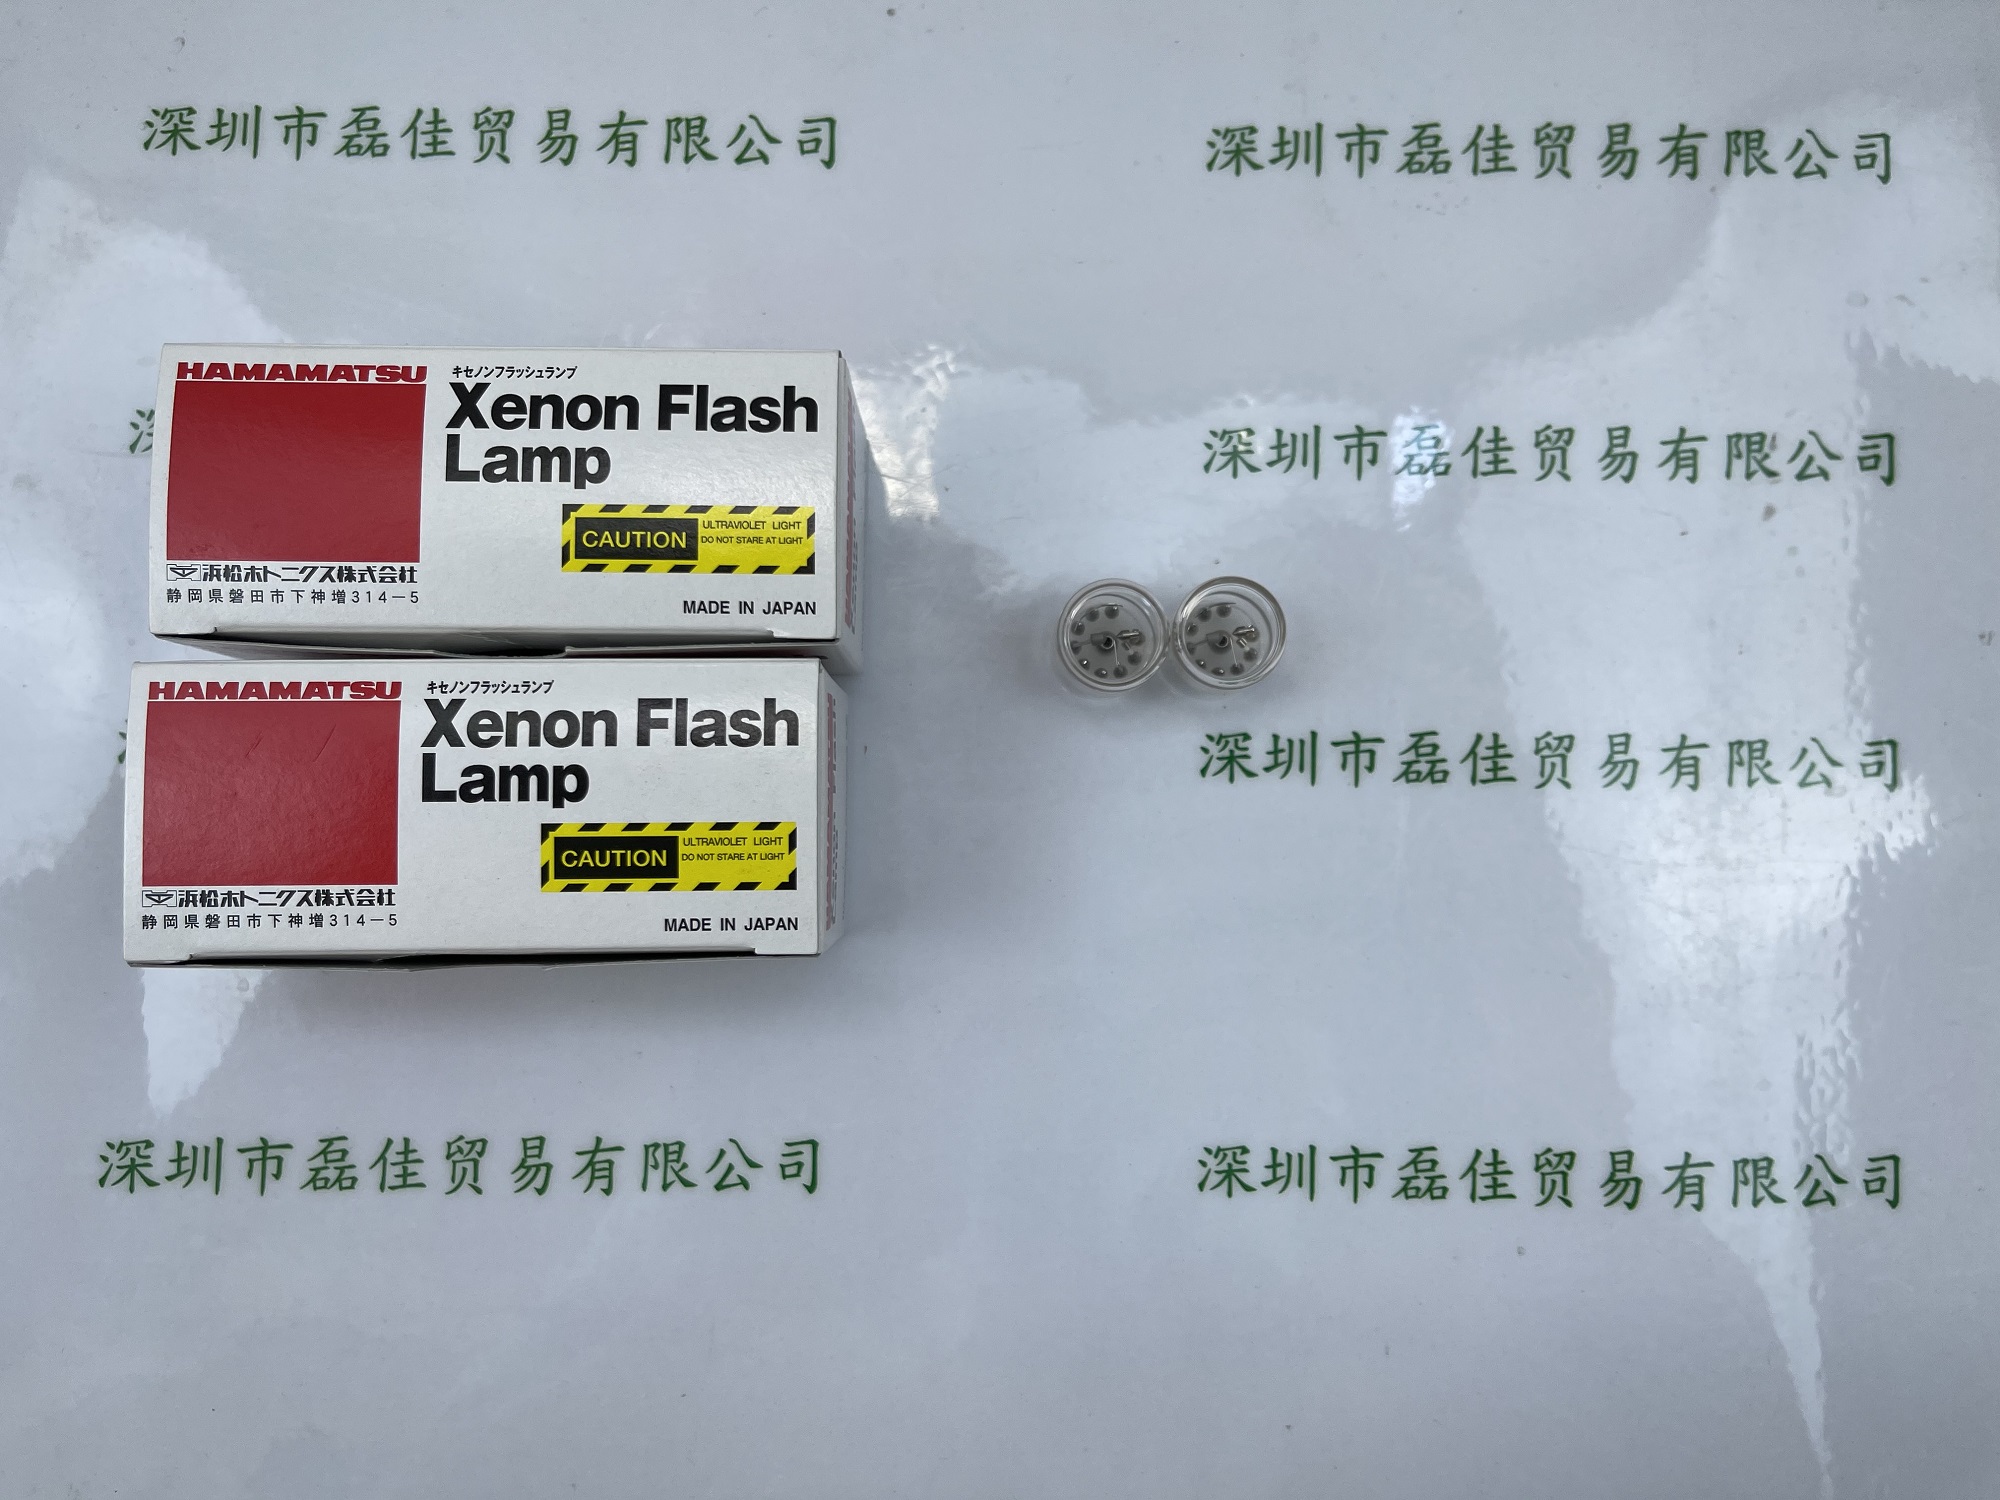 深圳市磊佳贸易有限公司
深圳市磊佳贸易有限公司
HAMAMATSU
キセノンフラッシュランプ
Xenon Flash
Lamp
CAUTION
ULTRAVIOLET LIGHT
DO NOT STARE AT LIGHT
浜松ホトニクス株式会社
静岡県磐田市下神増314－5
MADE IN JAPAN
深
深圳市磊佳贸易有限公司
HAMAMATSU
キセノンフラッシュランプ
Xenon Flash
Lamp
CAUTION
ULTRAVIOLET LIGHT
DO NOT STARE AT LIGHT
浜松ホトニクス株式会社
静岡県磐田市下神増314－5
MADE IN JAPAN
深圳市磊佳贸易有限公司
深圳市磊佳贸易有限公司
深圳市磊佳贸易有限公司